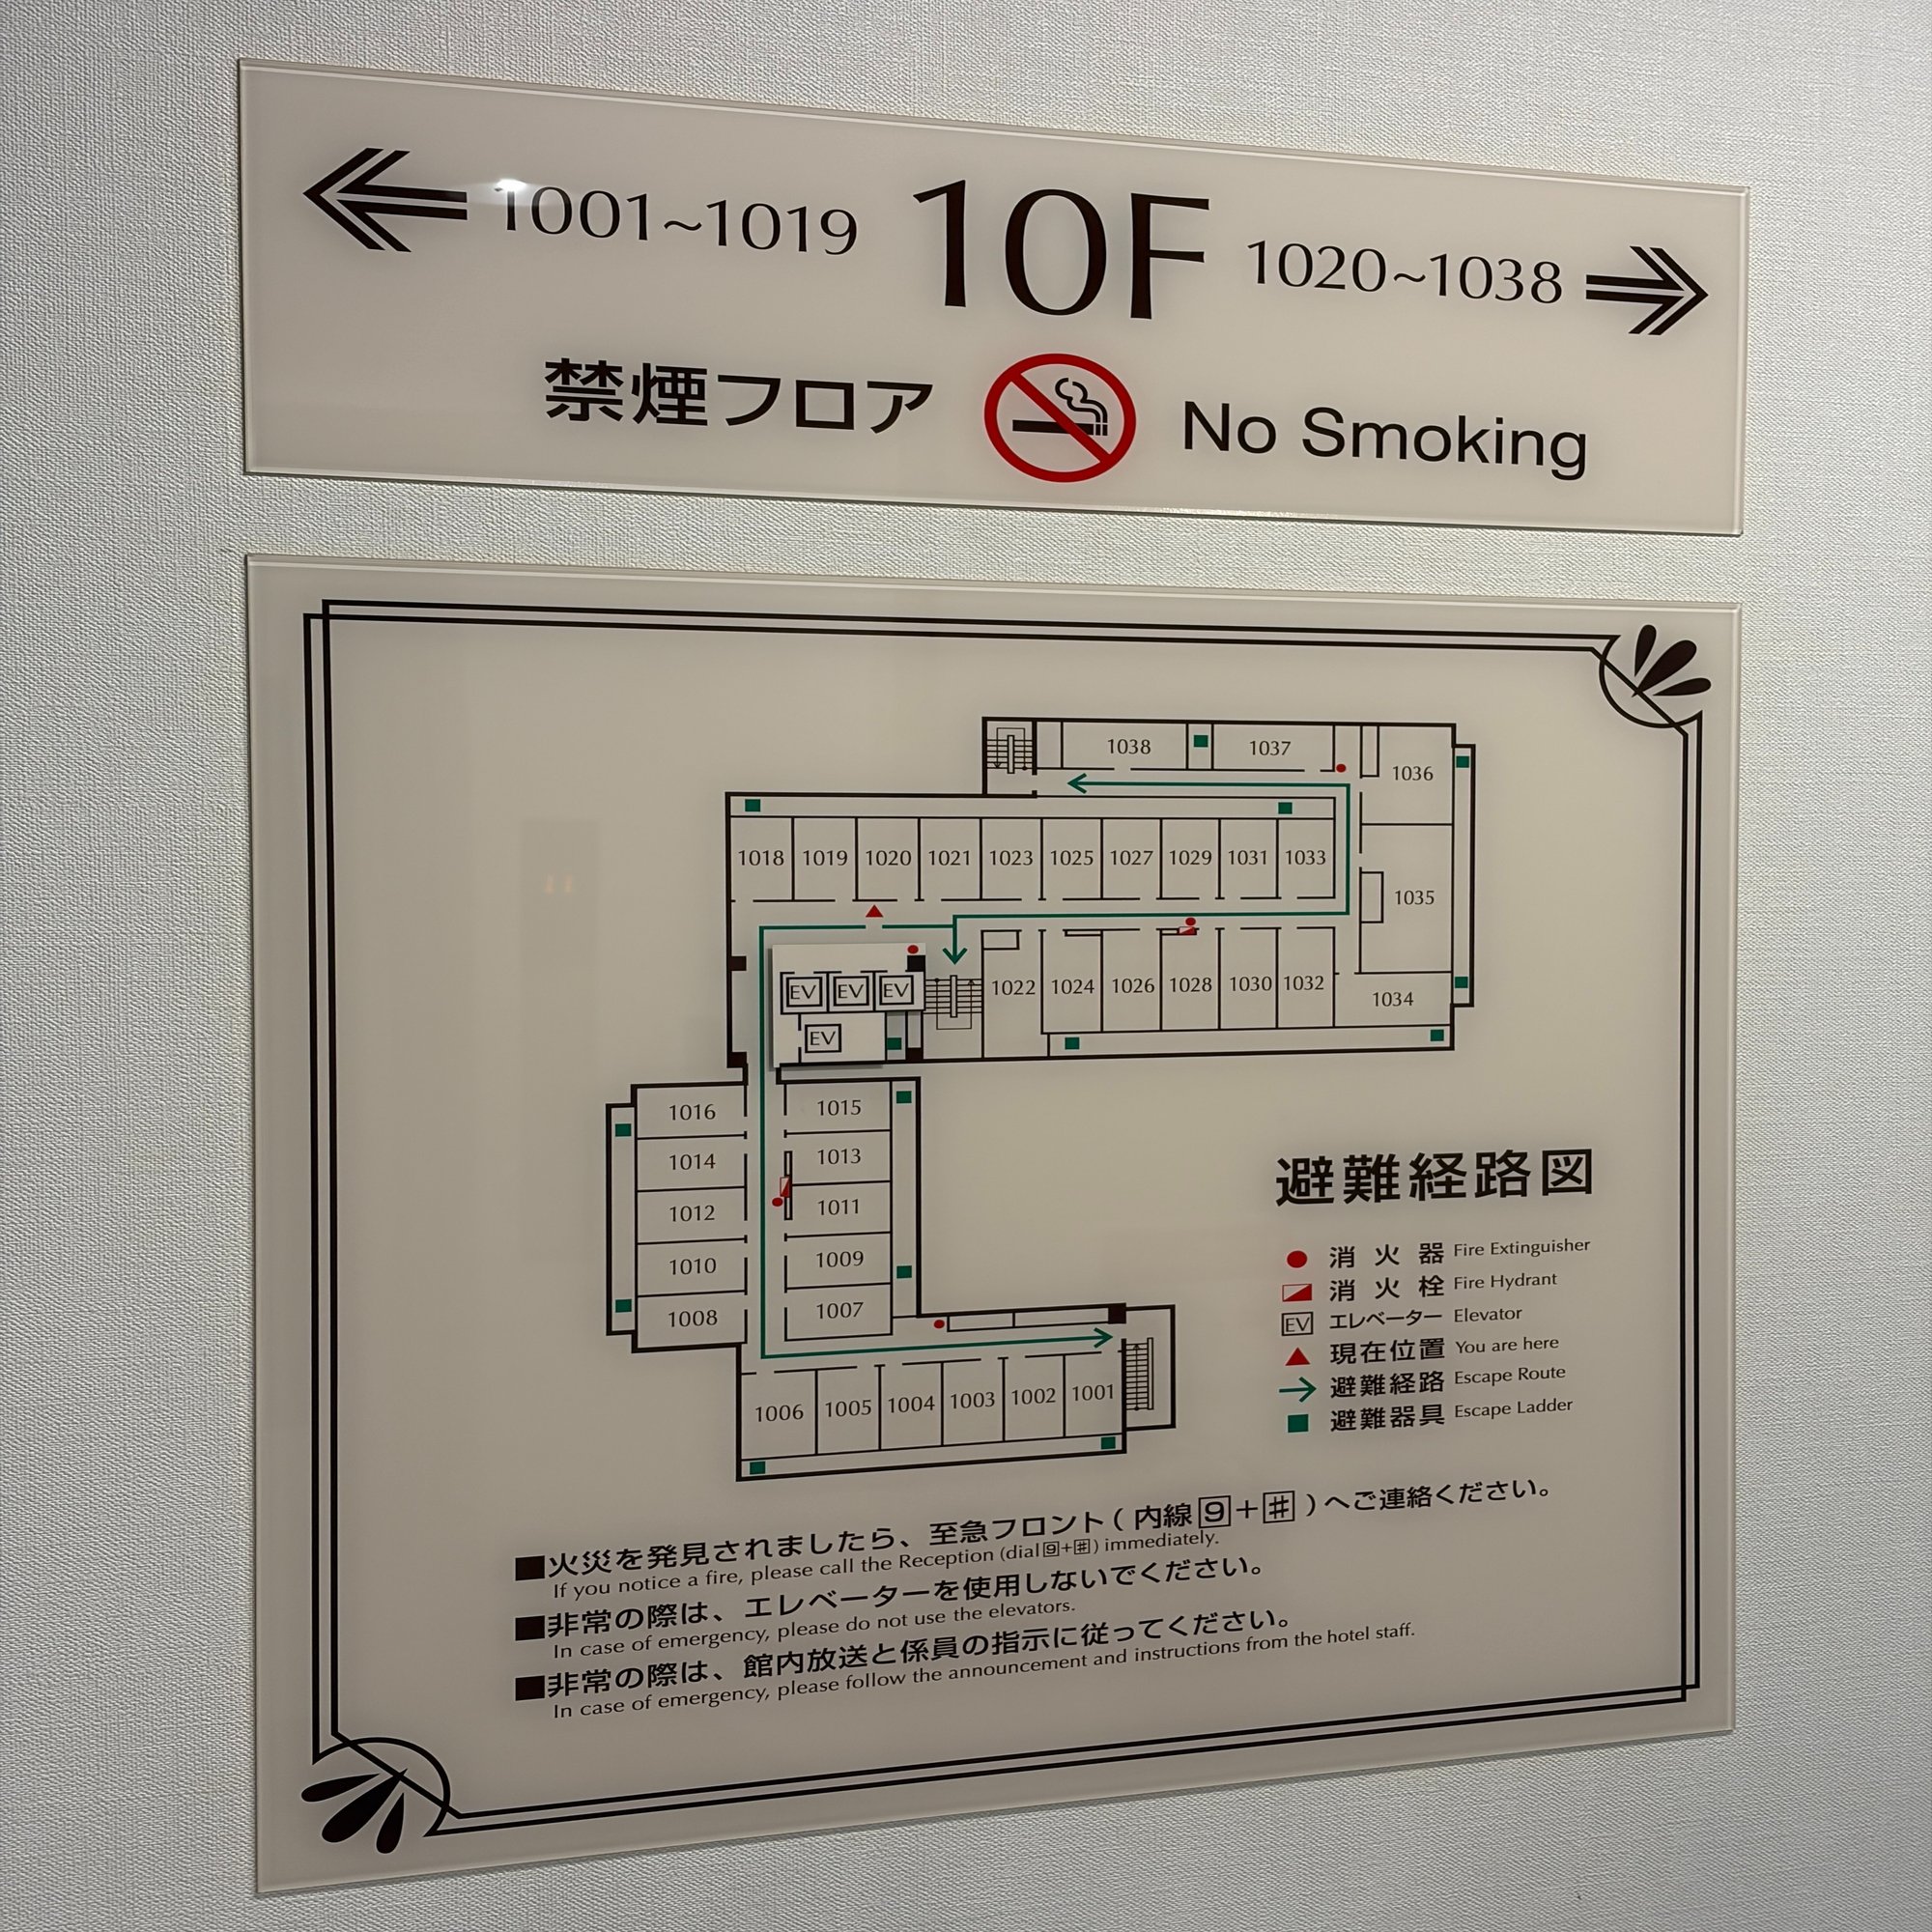 1001~1019 10F 1020~1038
禁煙フロア No Smoking
1038 1037 1036
1018 1019 1020 1021 1023 1025 1027 1029 1031 1033 1035
EV EV EV 1022 1024 1026 1028 1030 1032 1034
EV
1016 1015
1014 1013
1012 1011
1010 1009
1008 1007
1006 1005 1004 1003 1002 1001
避難経路図
消火器 Fire Extinguisher
消火栓 Fire Hydrant
EV エレベーター Elevator
現在位置 You are here
避難経路 Escape Route
避難器具 Escape Ladder
■火災を発見されましたら、至急フロント(内線9+#)へご連絡ください。
If you notice a fire, please call the Reception (dial9+#) immediately.
■非常の際は、エレベーターを使用しないでください。
In case of emergency, please do not use the elevators.
■非常の際は、館内放送と係員の指示に従ってください。
In case of emergency, please follow the announcement and instructions from the hotel staff.